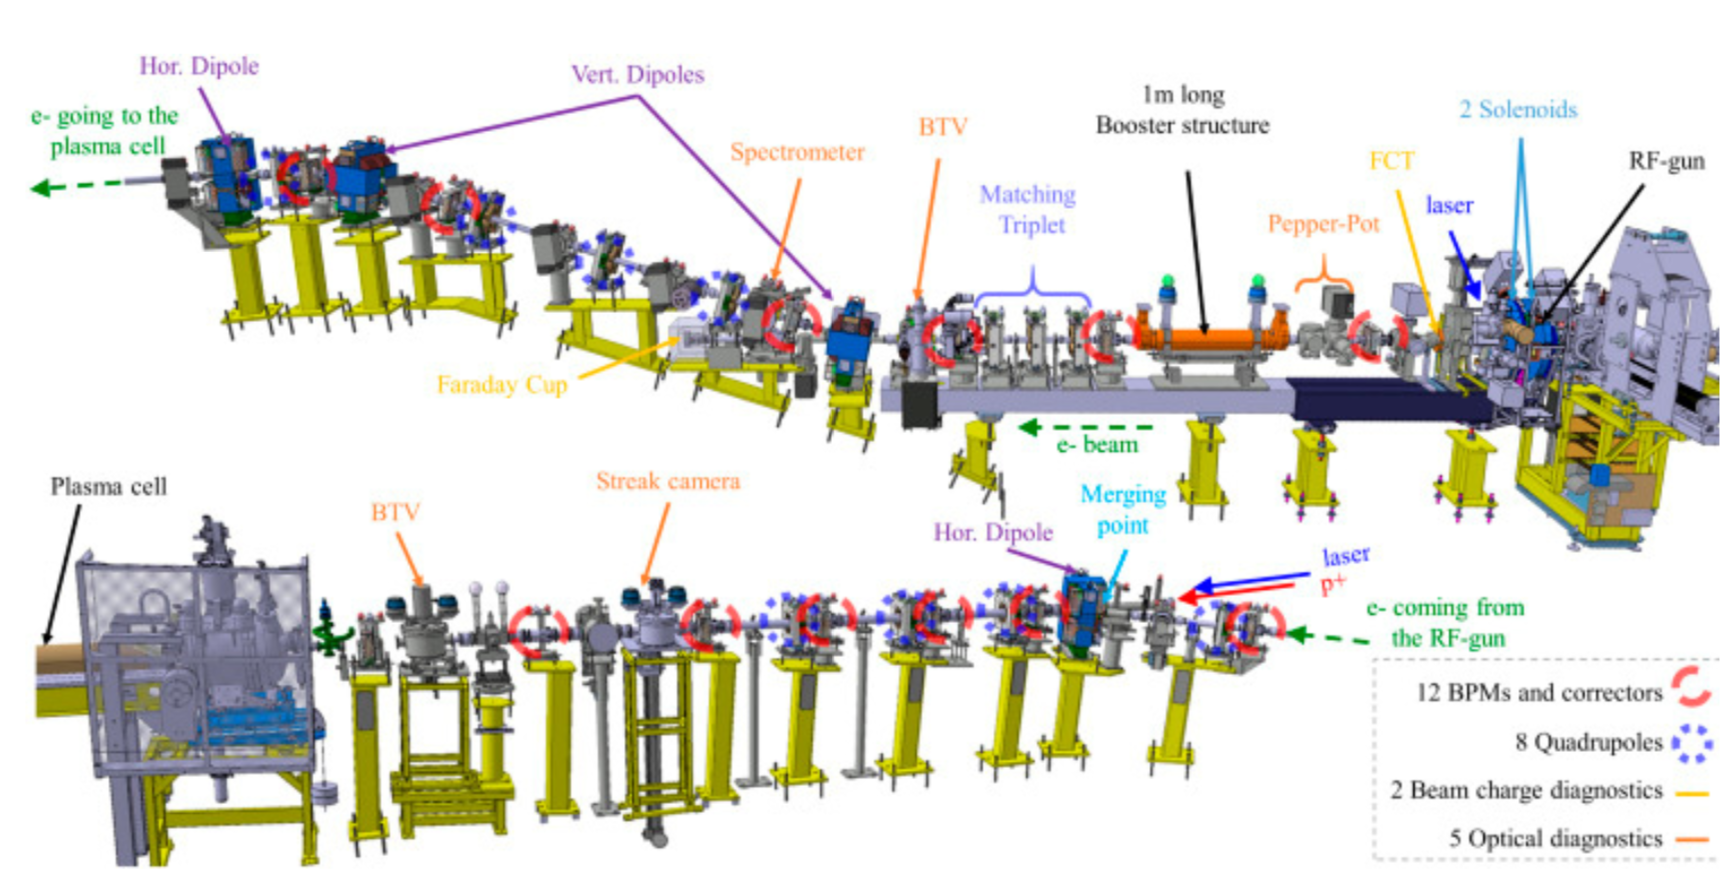 Hor. Dipole
Vert. Dipoles
e- going to the
plasma cell
Spectrometer
BTV
Matching
Triplet
1m long
Booster structure
Pepper-Pot
FCT
laser
2 Solenoids
RF-gun
Faraday Cup
e- beam
Plasma cell
BTV
Streak camera
Hor. Dipole
Merging
point
laser
p+
e- coming from
the RF-gun
12 BPMs and correctors
8 Quadrupoles
2 Beam charge diagnostics
5 Optical diagnostics